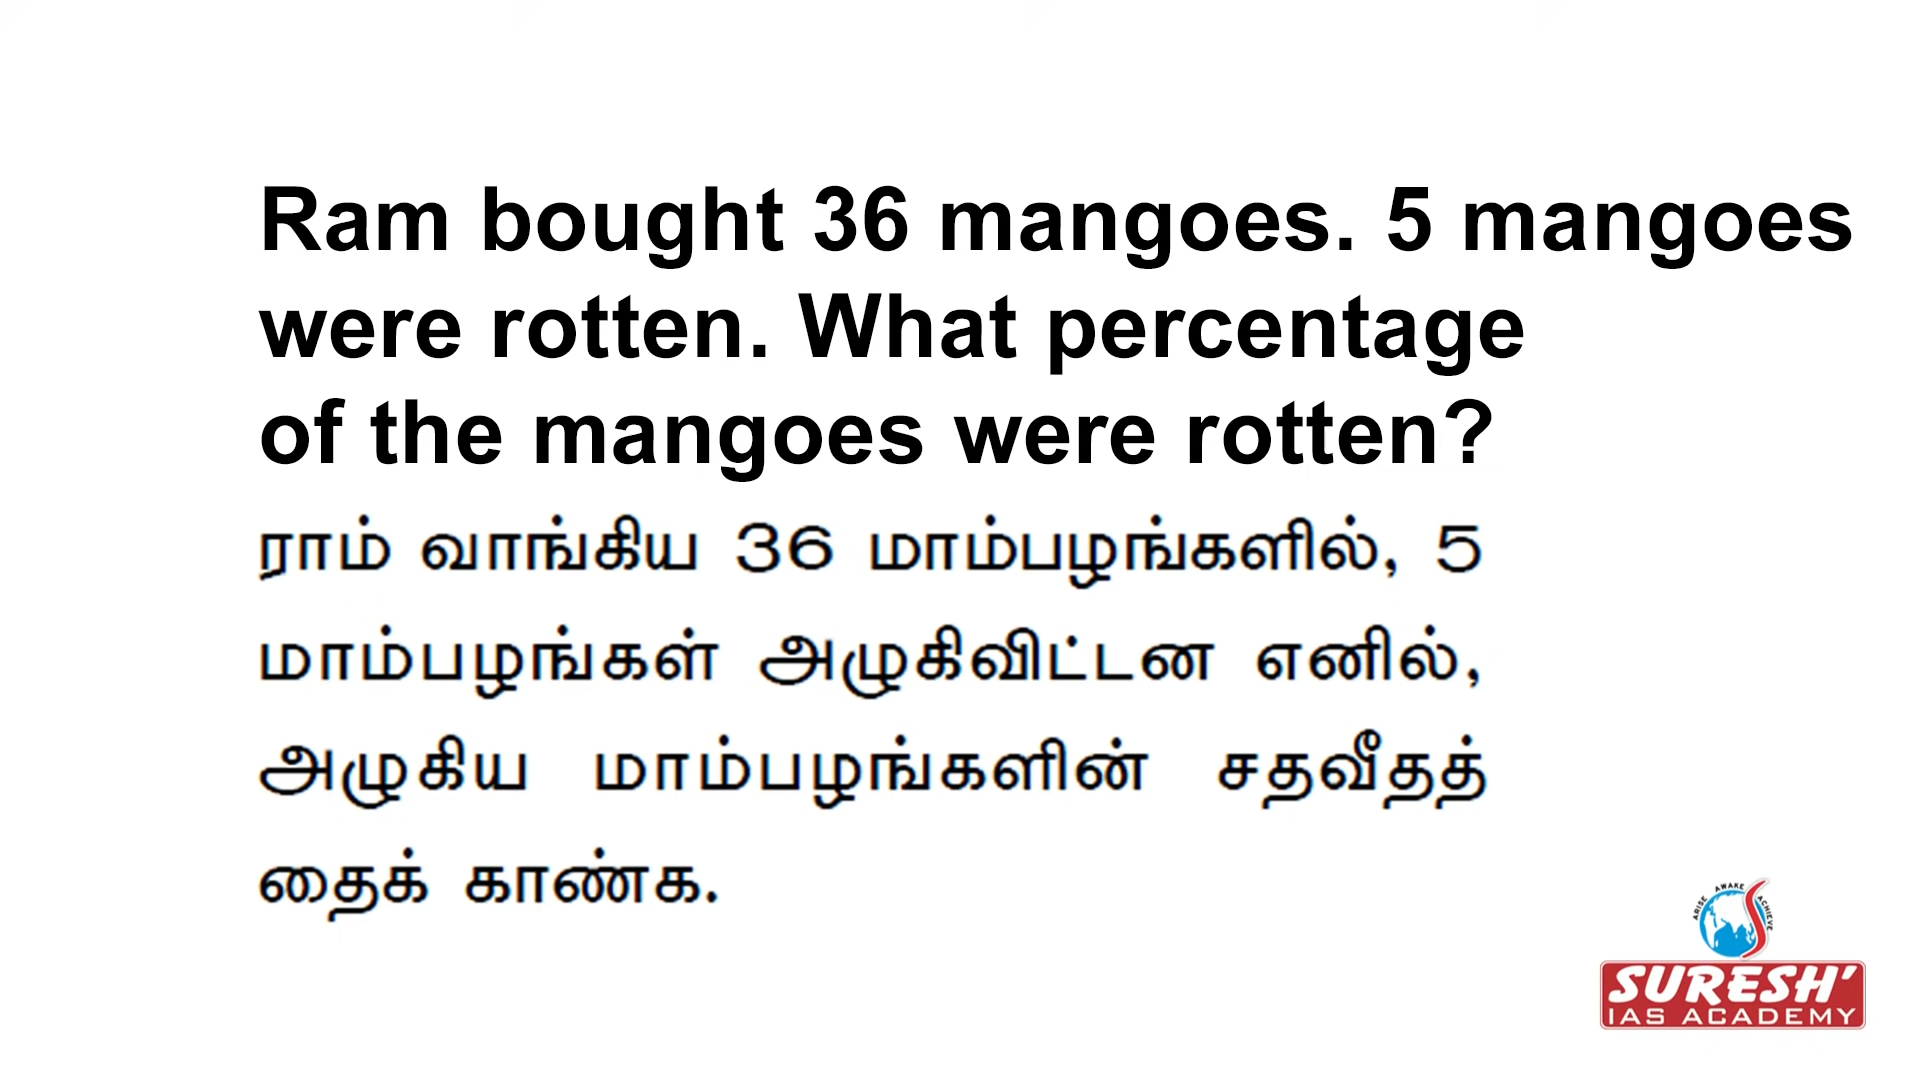 Ram bought 36 mangoes. 5 mangoes
were rotten. What percentage
of the mangoes were rotten?
ராம் வாங்கிய 36 மாம்பழங்களில், 5
மாம்பழங்கள் அழுகிவிட்டன எனில்,
அழுகிய மாம்பழங்களின் சதவீதத்
தைக் காண்க.
ARISE AWAKE ACHIEVE
SURESH'
IAS ACADEMY